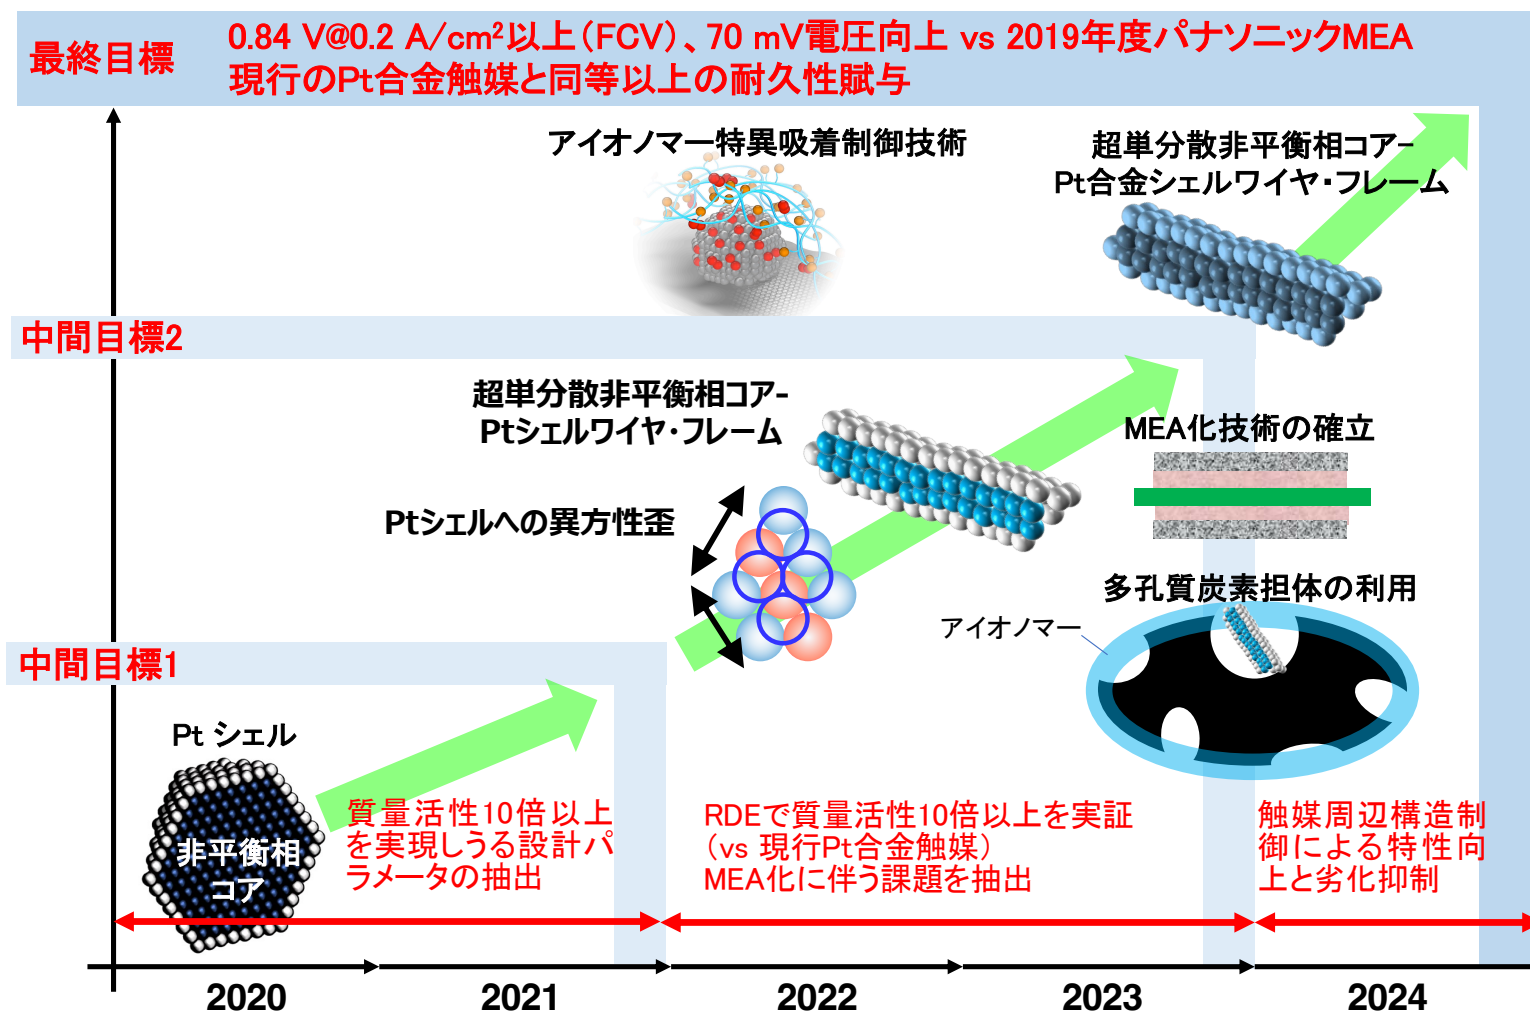 最終目標
0.84 V@0.2 A/cm²以上（FCV）、70 mV電圧向上 vs 2019年度パナソニックMEA
現行のPt合金触媒と同等以上の耐久性賦与
アイオノマー特異吸着制御技術
超単分散非平衡相コア-
Pt合金シェルワイヤ・フレーム
中間目標2
超単分散非平衡相コア-
Ptシェルワイヤ・フレーム
MEA化技術の確立
Ptシェルへの異方性歪
多孔質炭素担体の利用
アイオノマー
中間目標1
Pt シェル
非平衡相
コア
質量活性10倍以上
を実現しうる設計パ
ラメータの抽出
RDEで質量活性10倍以上を実証
（vs 現行Pt合金触媒）
MEA化に伴う課題を抽出
触媒周辺構造制
御による特性向
上と劣化抑制
2020
2021
2022
2023
2024